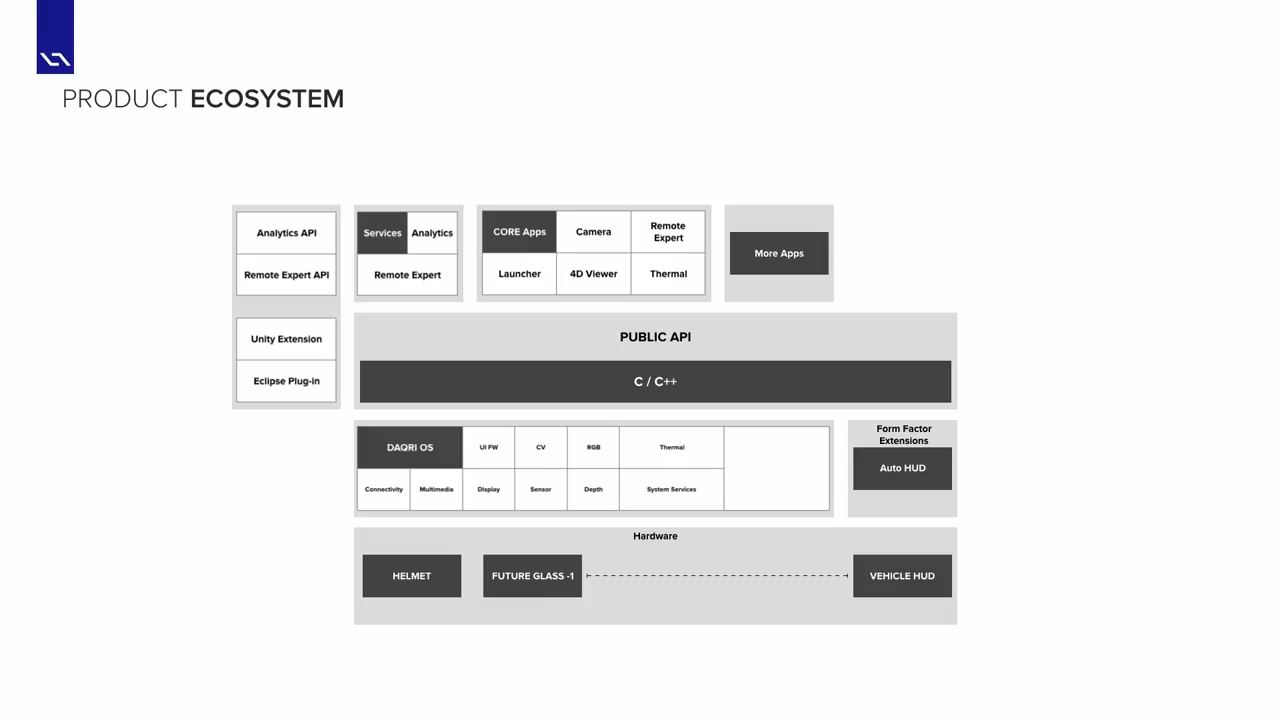 PRODUCT ECOSYSTEM
Analytics API
Remote Expert API
Unity Extension
Eclipse Plug-in
Services
Analytics
Remote Expert
CORE Apps
Camera
Remote
Expert
Launcher
4D Viewer
Thermal
More Apps
PUBLIC API
C / C++
DAQRI OS
UI FW
CV
RGB
Thermal
Connectivity
Multimedia
Display
Sensor
Depth
System Services
Form Factor
Extensions
Auto HUD
Hardware
HELMET
FUTURE GLASS -1
VEHICLE HUD